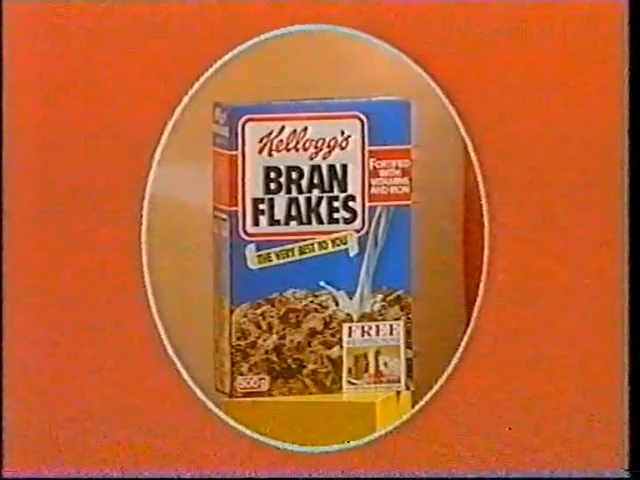 Kellogg's
BRAN
FLAKES
FORTIFIED
WITH
VITAMINS
AND IRON
THE VERY BEST TO YOU
FREE
500g